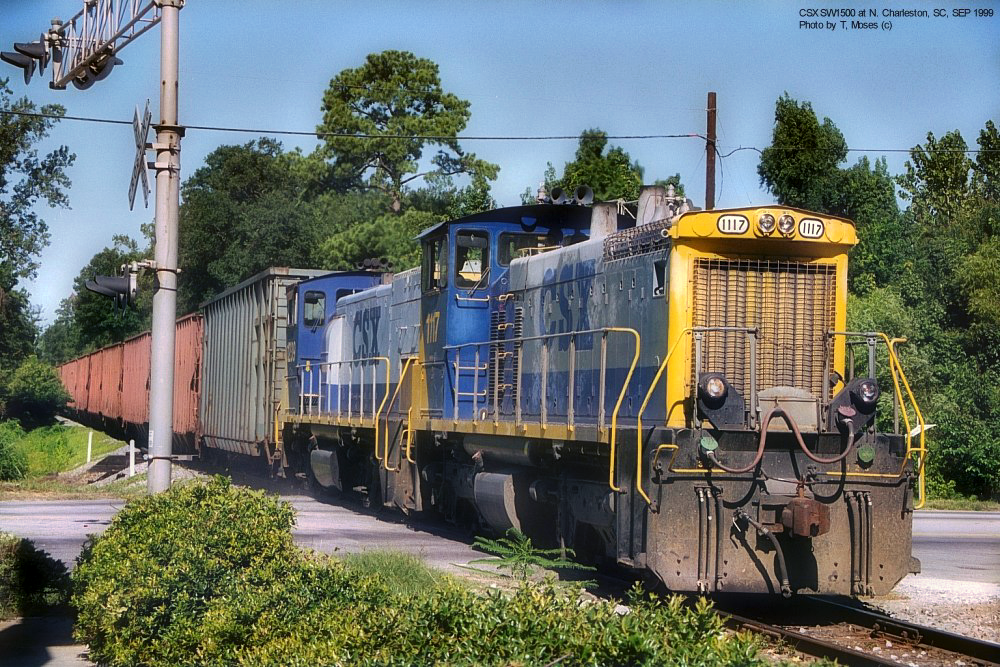 CSX SW1500 at N. Charleston, SC, SEP 1999
Photo by T, Moses (c)
1117 1117
1117
CSX
CSX